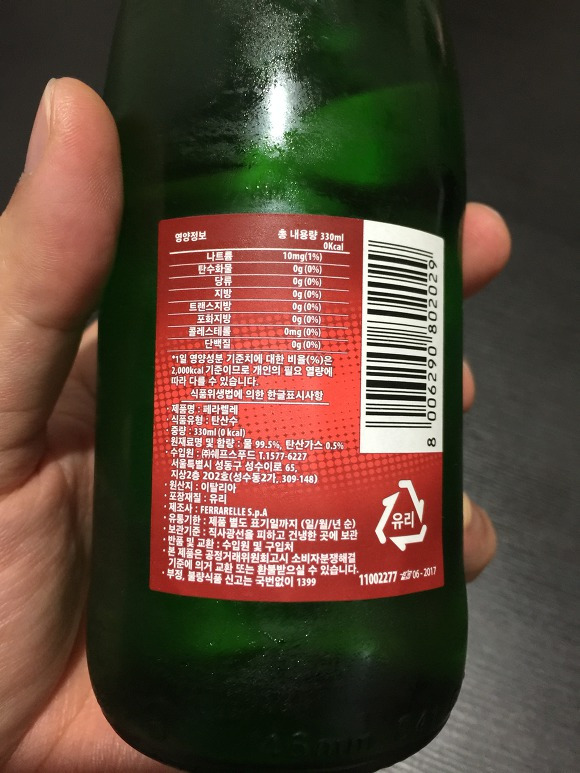 영양정보
총 내용량 330ml
0Kcal
나트륨 10mg(1%)
탄수화물 0g (0%)
당류 0g (0%)
지방 0g (0%)
트랜스지방 0g (0%)
포화지방 0g (0%)
콜레스테롤 0mg (0%)
단백질 0g (0%)
*1일 영양성분 기준치에 대한 비율(%)은
2,000kcal 기준이므로 개인의 필요 열량에
따라 다를 수 있습니다.
식품위생법에 의한 한글표시사항
· 제품명 : 페라렐레
· 식품유형 : 탄산수
· 중량 : 330ml (0 kcal)
· 원재료명 및 함량 : 물 99.5%, 탄산가스 0.5%
· 수입원 : ㈜쉐프스푸드 T.1577-6227
서울특별시 성동구 성수이로 65,
지상2층 202호(성수동2가, 309-148)
· 원산지 : 이탈리아
· 포장재질 : 유리
· 제조사 : FERRARELLE S.p.A
· 유통기한 : 제품 별도 표기일까지 (일/월/년 순)
· 보관기준 : 직사광선을 피하고 건냉한 곳에 보관
· 반품 및 교환 : 수입원 및 구입처
· 본 제품은 공정거래위원회고시 소비자분쟁해결
기준에 의거 교환 또는 환불받으실 수 있습니다.
· 부정, 불량식품 신고는 국번없이 1399
8 006290 802029
유리
11002277
06 - 2017